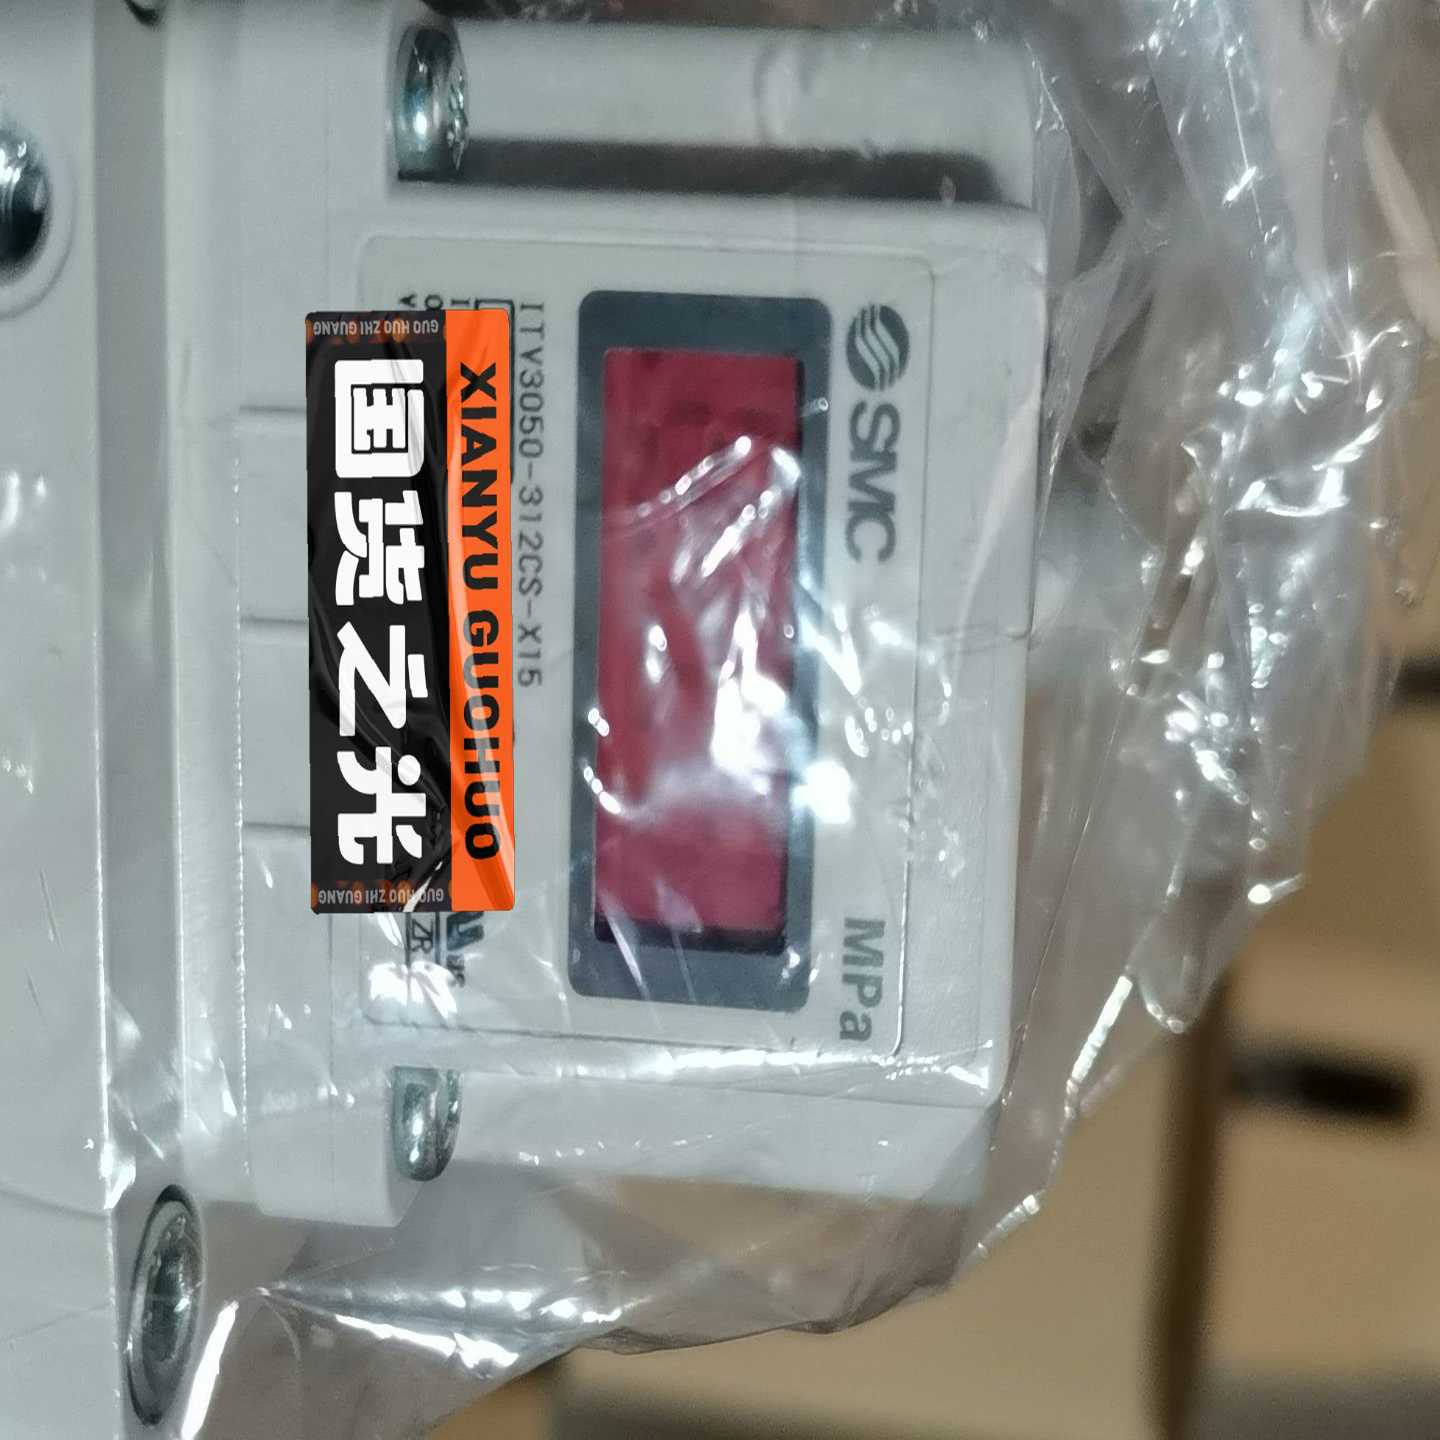 SMC
MPa
ITV3050-312CS-X15
XIANYU GUOHUO
国货之光
GUO HUO ZHI GUANG
GUO HUO ZHI GUANG